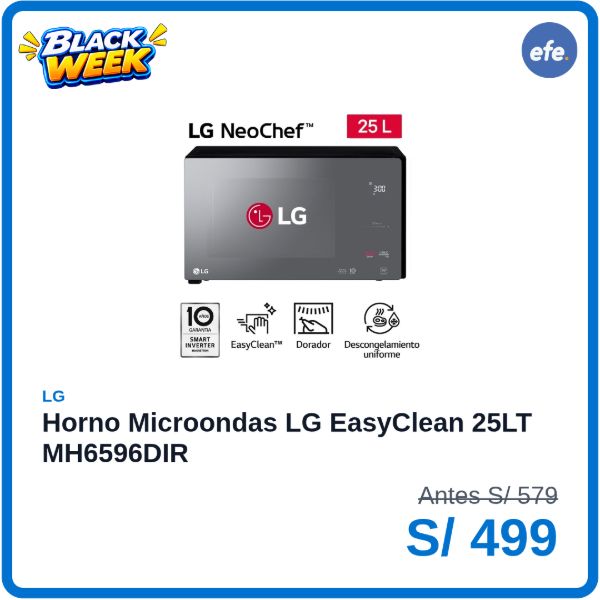 BLACK
WEEK
efe.
LG NeoChef™
25 L
300
LG
LG
10
AÑOS
GARANTÍA
SMART
INVERTER
EasyClean™
Dorador
Descongelamiento
uniforme
LG
Horno Microondas LG EasyClean 25LT
MH6596DIR
Antes S/ 579
S/ 499